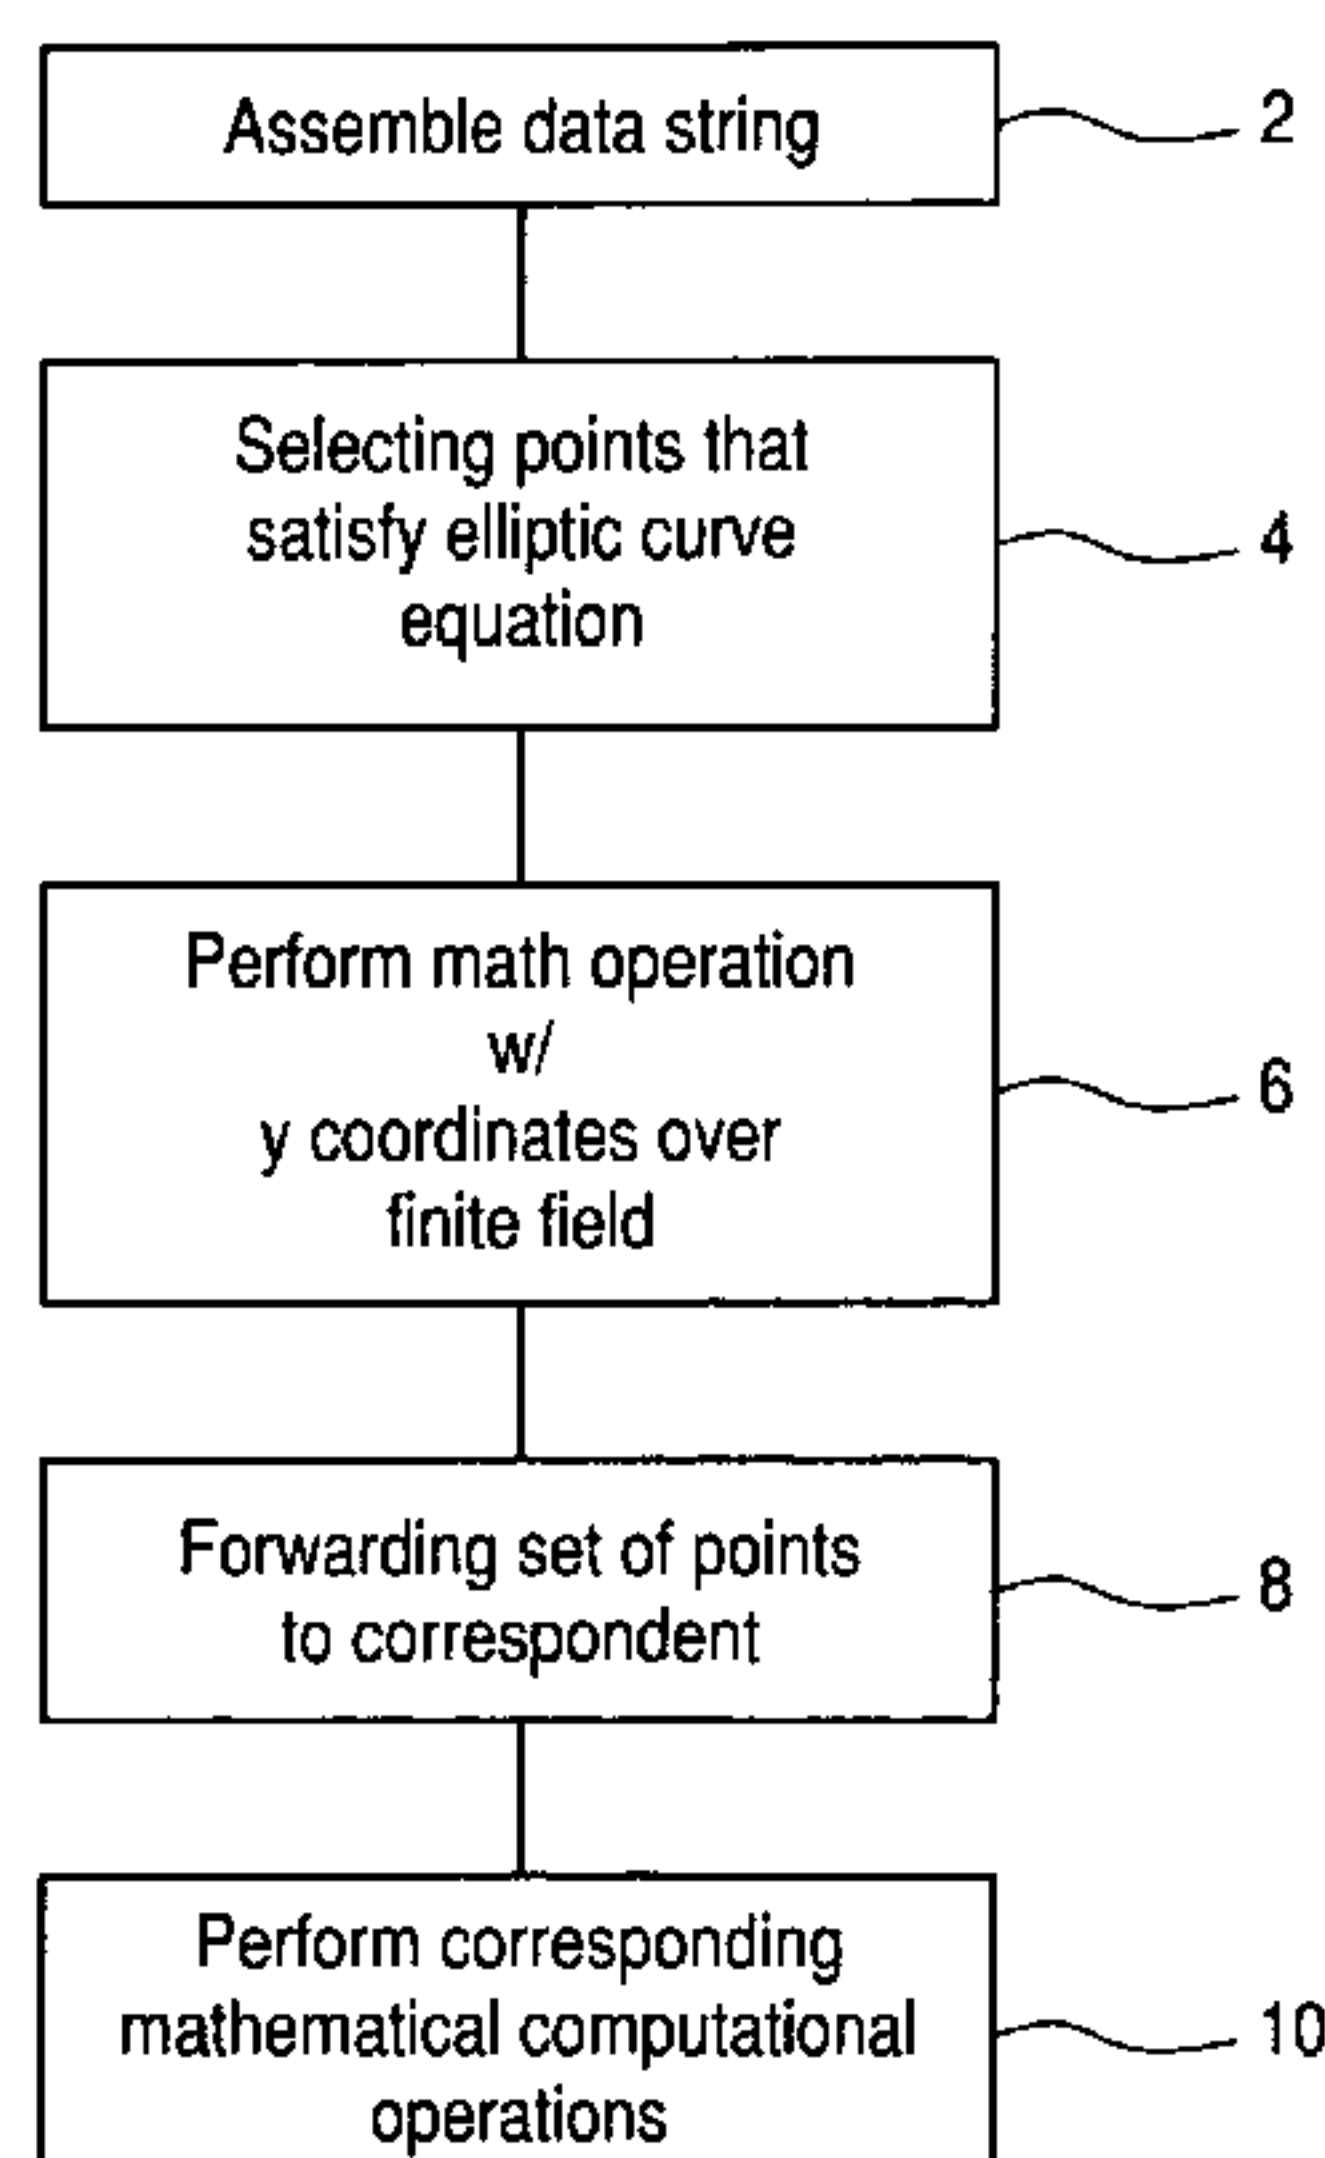 Assemble data string
2
Selecting points that
satisfy elliptic curve
equation
4
Perform math operation
w/
y coordinates over
finite field
6
Forwarding set of points
to correspondent
8
Perform corresponding
mathematical computational
operations
10